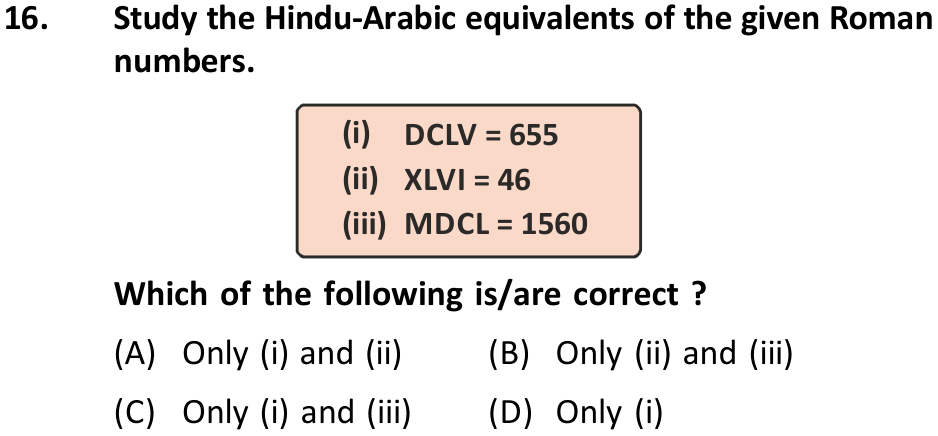 16. Study the Hindu-Arabic equivalents of the given Roman
numbers.
(i) DCLV = 655
(ii) XLVI = 46
(iii) MDCL = 1560
Which of the following is/are correct ?
(A) Only (i) and (ii) (B) Only (ii) and (iii)
(C) Only (i) and (iii) (D) Only (i)